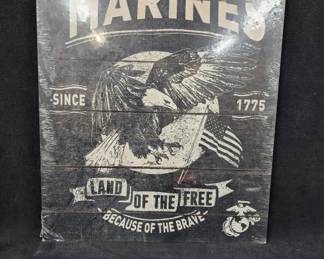 MARINES
SINCE 1775
LAND OF THE FREE
BECAUSE OF THE BRAVE